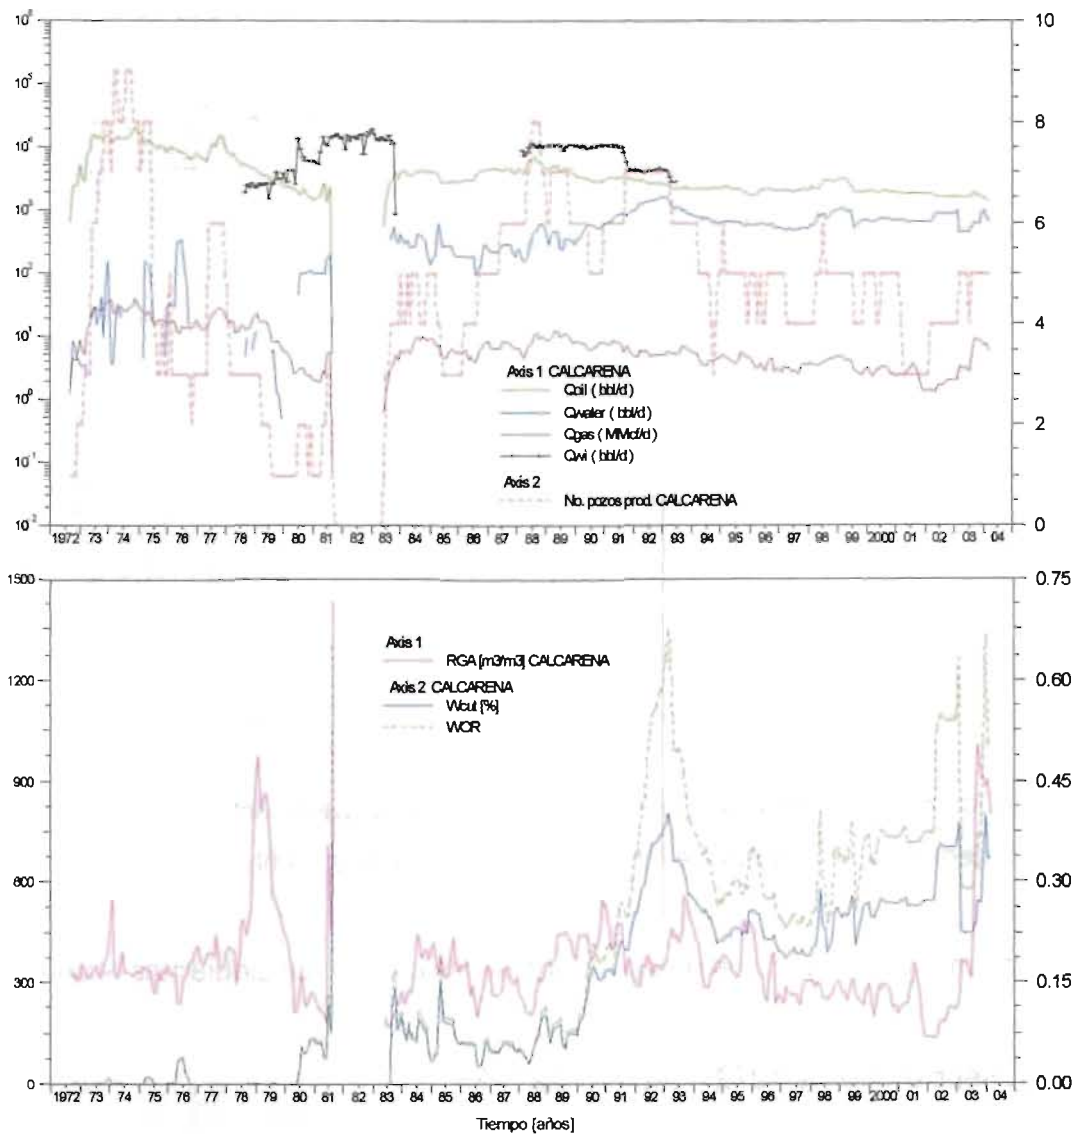 10⁵
10⁴
10³
10²
10¹
10⁰
10⁻¹
10⁻²
10
8
6
4
2
0
Axis 1 CALCARENA
Qoil ( bbl/d )
Qwater ( bbl/d )
Qgas ( MMcf/d )
Qwi ( bbl/d )
Axis 2
No. pozos prod. CALCARENA
1972 73 74 75 76 77 78 79 80 81 82 83 84 85 86 87 88 89 90 91 92 93 94 95 96 97 98 99 2000 01 02 03 04
1500
1200
900
600
300
0
0.75
0.60
0.45
0.30
0.15
0.00
Axis 1
RGA [m3/m3] CALCARENA
Axis 2 CALCARENA
Wcut [%]
WOR
1972 73 74 75 76 77 78 79 80 81 82 83 84 85 86 87 88 89 90 91 92 93 94 95 96 97 98 99 2000 01 02 03 04
Tiempo [años]